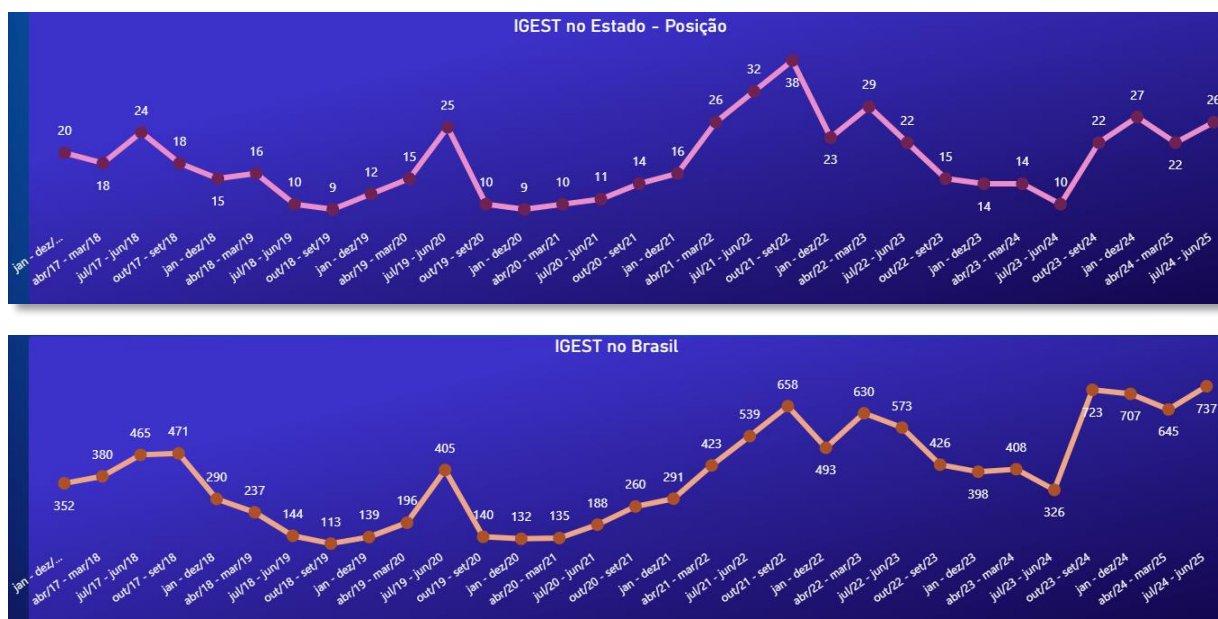 IGEST no Estado - Posição
20
18
24
18
15
16
10
9
12
15
25
10
9
10
11
14
16
26
32
38
23
29
22
15
14
14
10
22
27
22
26
jan - dez/...
abr/17 - mar/18
jul/17 - jun/18
out/17 - set/18
jan - dez/18
abr/18 - mar/19
jul/18 - jun/19
out/18 - set/19
jan - dez/19
abr/19 - mar/20
jul/19 - jun/20
out/19 - set/20
jan - dez/20
abr/20 - mar/21
jul/20 - jun/21
out/20 - set/21
jan - dez/21
abr/21 - mar/22
jul/21 - jun/22
out/21 - set/22
jan - dez/22
abr/22 - mar/23
jul/22 - jun/23
out/22 - set/23
jan - dez/23
abr/23 - mar/24
jul/23 - jun/24
out/23 - set/24
jan - dez/24
abr/24 - mar/25
jul/24 - jun/25
IGEST no Brasil
352
380
465
471
290
237
144
113
139
196
405
140
132
135
188
260
291
423
539
658
493
630
573
426
398
408
326
723
707
645
737
jan - dez/...
abr/17 - mar/18
jul/17 - jun/18
out/17 - set/18
jan - dez/18
abr/18 - mar/19
jul/18 - jun/19
out/18 - set/19
jan - dez/19
abr/19 - mar/20
jul/19 - jun/20
out/19 - set/20
jan - dez/20
abr/20 - mar/21
jul/20 - jun/21
out/20 - set/21
jan - dez/21
abr/21 - mar/22
jul/21 - jun/22
out/21 - set/22
jan - dez/22
abr/22 - mar/23
jul/22 - jun/23
out/22 - set/23
jan - dez/23
abr/23 - mar/24
jul/23 - jun/24
out/23 - set/24
jan - dez/24
abr/24 - mar/25
jul/24 - jun/25